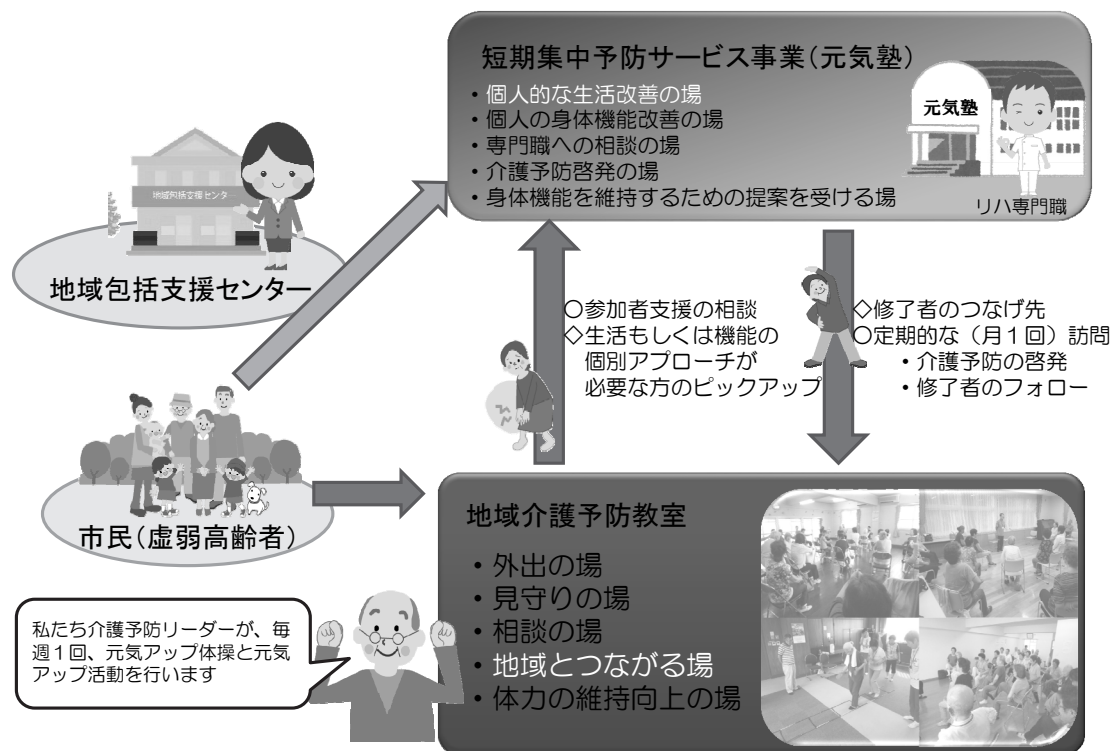 短期集中予防サービス事業(元気塾)
・個人的な生活改善の場
・個人の身体機能改善の場
・専門職への相談の場
・介護予防啓発の場
・身体機能を維持するための提案を受ける場
元気塾
リハ専門職
地域包括支援センタ
地域包括支援センター
〇参加者支援の相談
◇生活もしくは機能の
個別アプローチが
必要な方のピックアップ
◇修了者のつなげ先
〇定期的な(月1回)訪問
・介護予防の啓発
・修了者のフォロー
市民(虚弱高齢者)
地域介護予防教室
・外出の場
・見守りの場
・相談の場
・地域とつながる場
・体力の維持向上の場
私たち介護予防リーダーが、毎
週1回、元気アップ体操と元気
アップ活動を行います